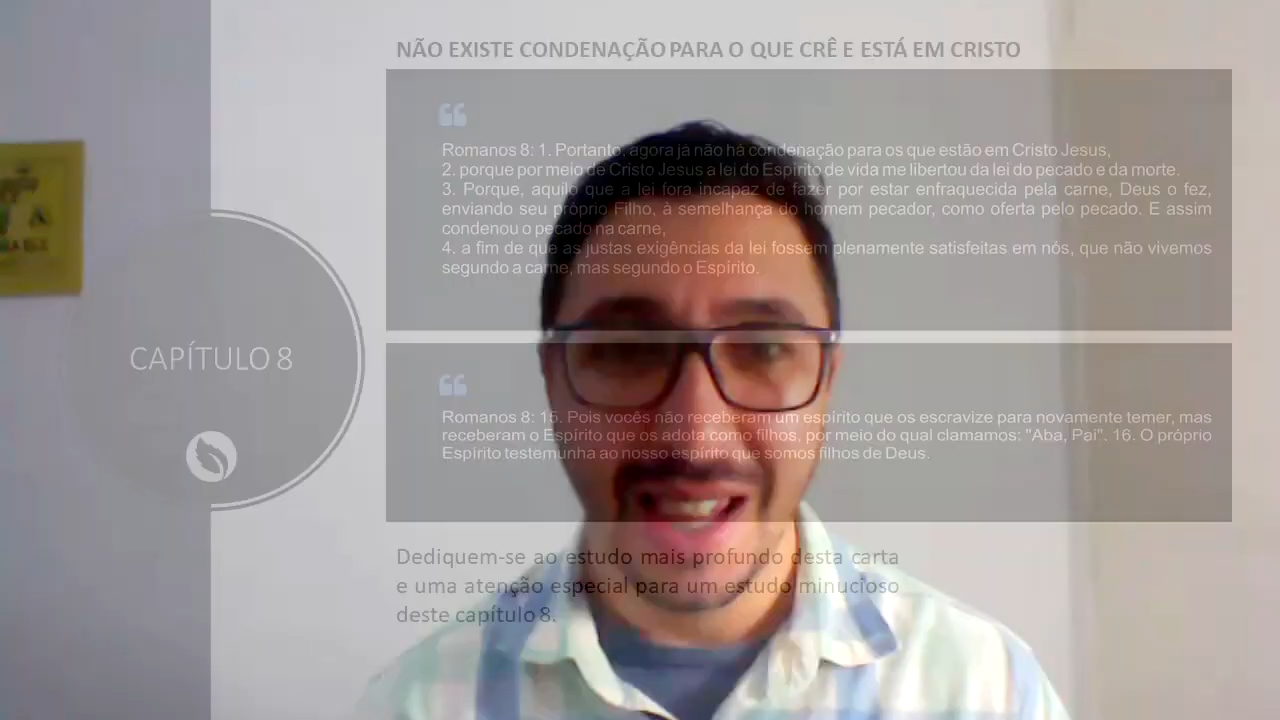 NÃO EXISTE CONDENAÇÃO PARA O QUE CRÊ E ESTÁ EM CRISTO
Romanos 8: 1. Portanto, agora já não há condenação para os que estão em Cristo Jesus,
2. porque por meio de Cristo Jesus a lei do Espírito de vida me libertou da lei do pecado e da morte.
3. Porque, aquilo que a lei fora incapaz de fazer por estar enfraquecida pela carne, Deus o fez,
enviando seu próprio Filho, à semelhança do homem pecador, como oferta pelo pecado. E assim
condenou o pecado na carne,
4. a fim de que as justas exigências da lei fossem plenamente satisfeitas em nós, que não vivemos
segundo a carne, mas segundo o Espírito.
CAPÍTULO 8
Romanos 8: 15. Pois vocês não receberam um espírito que os escravize para novamente temer, mas
receberam o Espírito que os adota como filhos, por meio do qual clamamos: "Aba, Pai". 16. O próprio
Espírito testemunha ao nosso espírito que somos filhos de Deus.
Dediquem-se ao estudo mais profundo desta carta
e uma atenção especial para um estudo minucioso
deste capítulo 8.